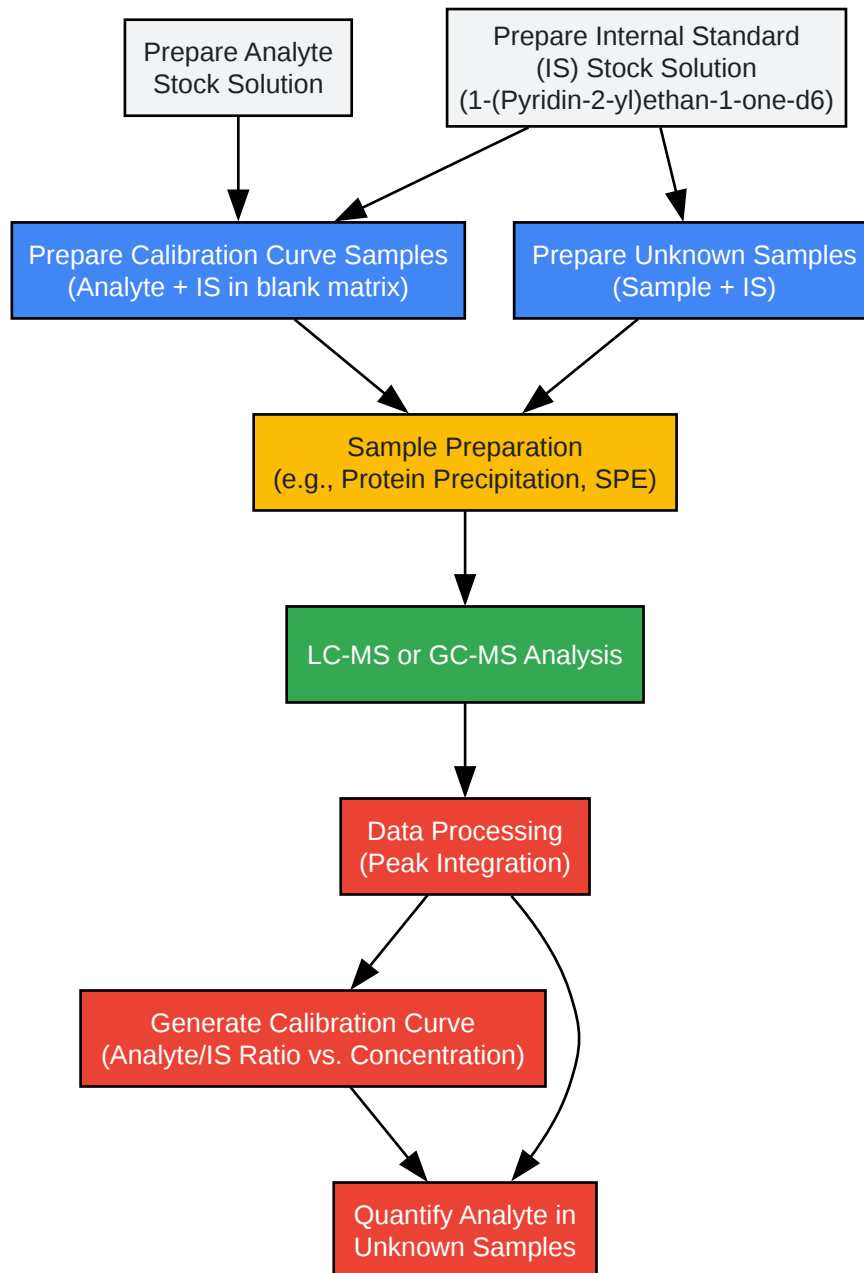 Prepare Analyte
Stock Solution
Prepare Internal Standard
(IS) Stock Solution
(1-(Pyridin-2-yl)ethan-1-one-d6)
Prepare Calibration Curve Samples
(Analyte + IS in blank matrix)
Prepare Unknown Samples
(Sample + IS)
Sample Preparation
(e.g., Protein Precipitation, SPE)
LC-MS or GC-MS Analysis
Data Processing
(Peak Integration)
Generate Calibration Curve
(Analyte/IS Ratio vs. Concentration)
Quantify Analyte in
Unknown Samples